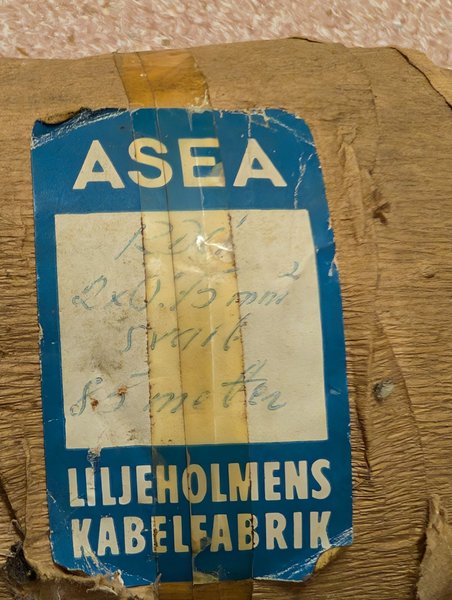 ASEA
2x0.75 mm²
svart
85 meter
LILJEHOLMENS
KABELFABRIK